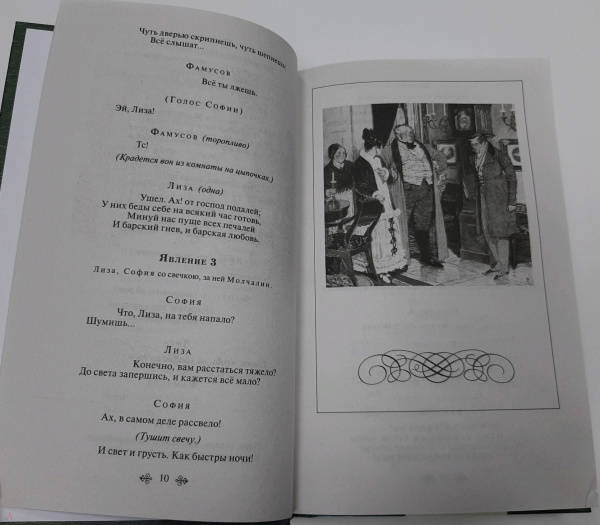 Чуть дверью скрипнешь, чуть шепнешь:
Всё слышат...
Фамусов
Всё ты лжешь.
(Голос Софии)
Эй, Лиза!
Фамусов (торопливо)
Тс!
(Крадется вон из комнаты на цыпочках.)
Лиза (одна)
Ушел. Ах! от господ подалей;
У них беды себе на всякий час готовь,
Минуй нас пуще всех печалей
И барский гнев, и барская любовь.
Явление 3
Лиза, София со свечкою, за ней Молчалин.
София
Что, Лиза, на тебя напало?
Шумишь...
Лиза
Конечно, вам расстаться тяжело?
До света запершись, и кажется всё мало?
София
Ах, в самом деле рассвело!
(Тушит свечу.)
И свет и грусть. Как быстры ночи!
10